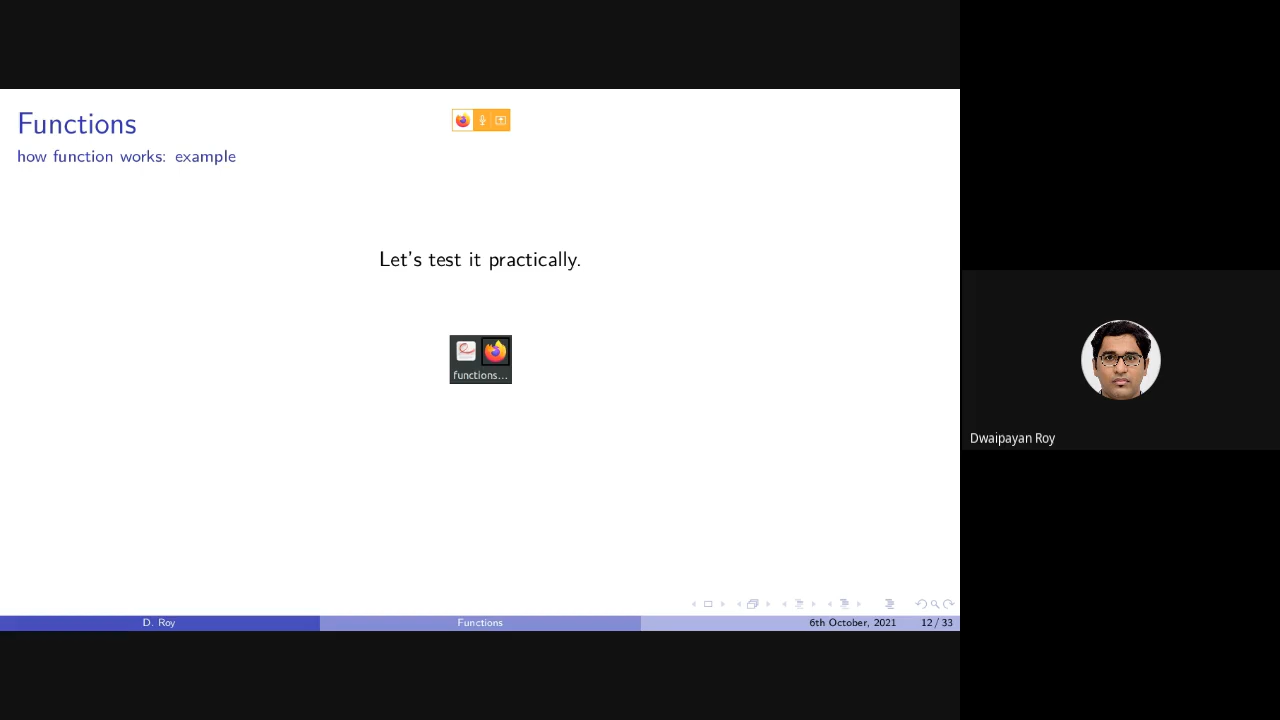 Functions
how function works: example
Let's test it practically.
functions...
Dwaipayan Roy
D. Roy
Functions
6th October, 2021
12 / 33